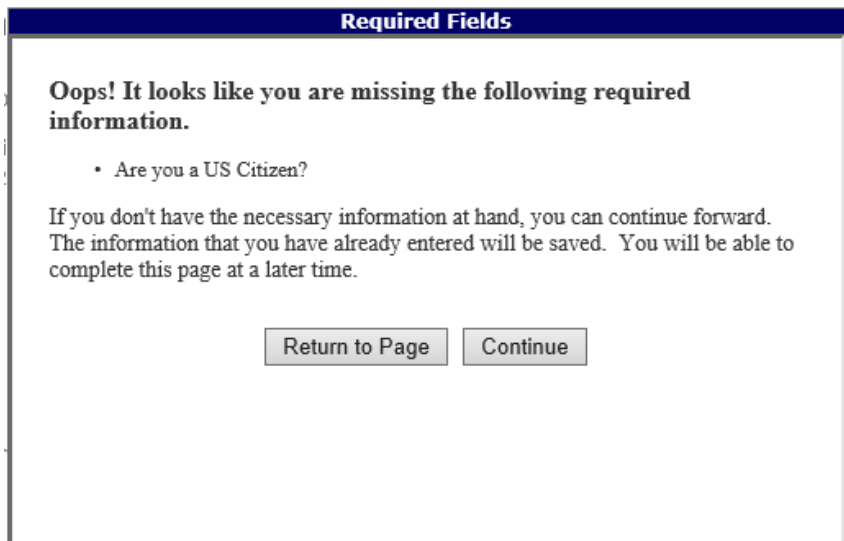 Required Fields
Oops! It looks like you are missing the following required
information.
• Are you a US Citizen?
If you don't have the necessary information at hand, you can continue forward.
The information that you have already entered will be saved.  You will be able to
complete this page at a later time.
Return to Page
Continue